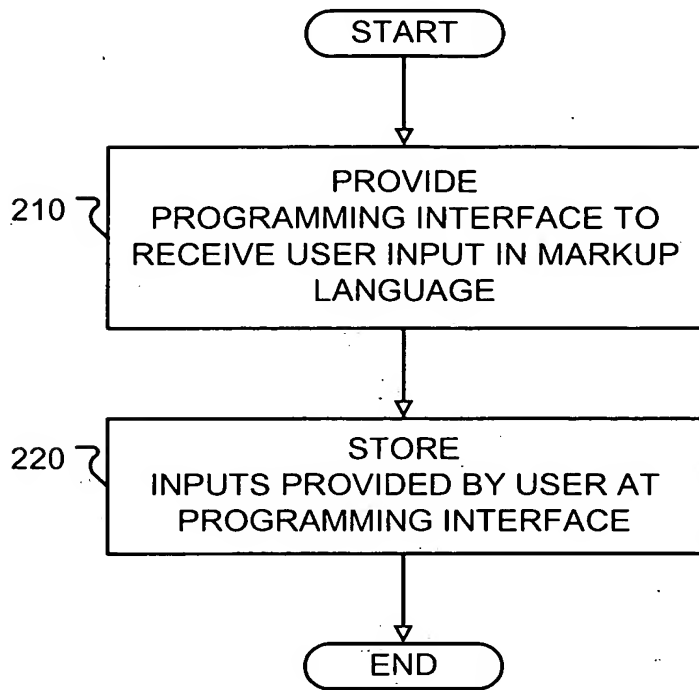 START
210
PROVIDE
PROGRAMMING INTERFACE TO
RECEIVE USER INPUT IN MARKUP
LANGUAGE
220
STORE
INPUTS PROVIDED BY USER AT
PROGRAMMING INTERFACE
END